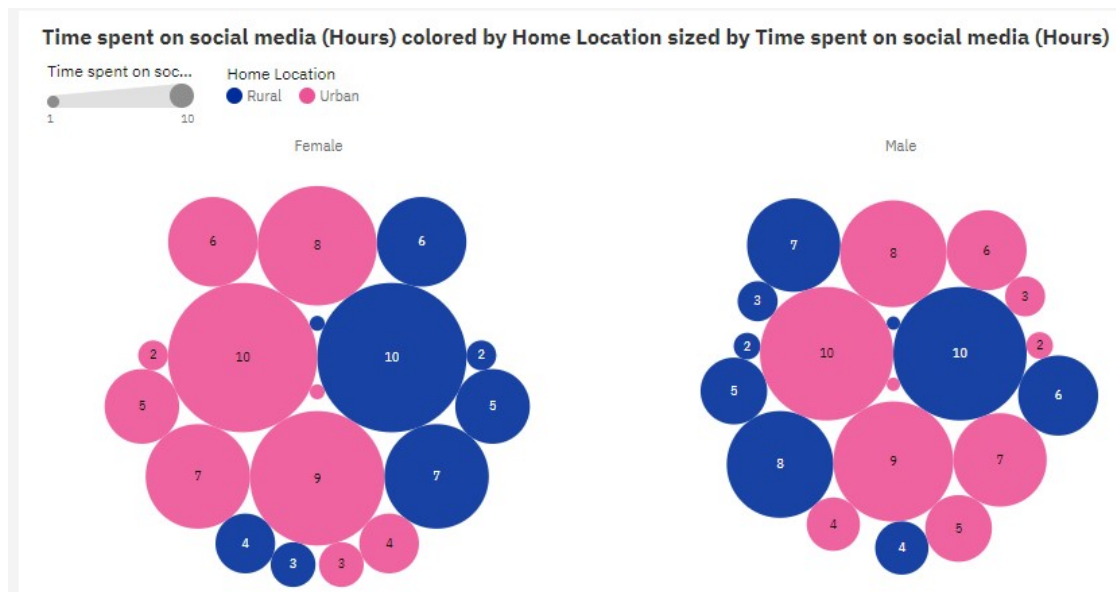 Time spent on social media (Hours) colored by Home Location sized by Time spent on social media (Hours)
Time spent on soc... Home Location
Rural Urban
1 10
Female Male
6 8 6
10 10
2 2
5 5
7 9 7
4 4
3 3
7 8 6
3 3
10 10
2 2
5 6
8 9 7
4 5
4